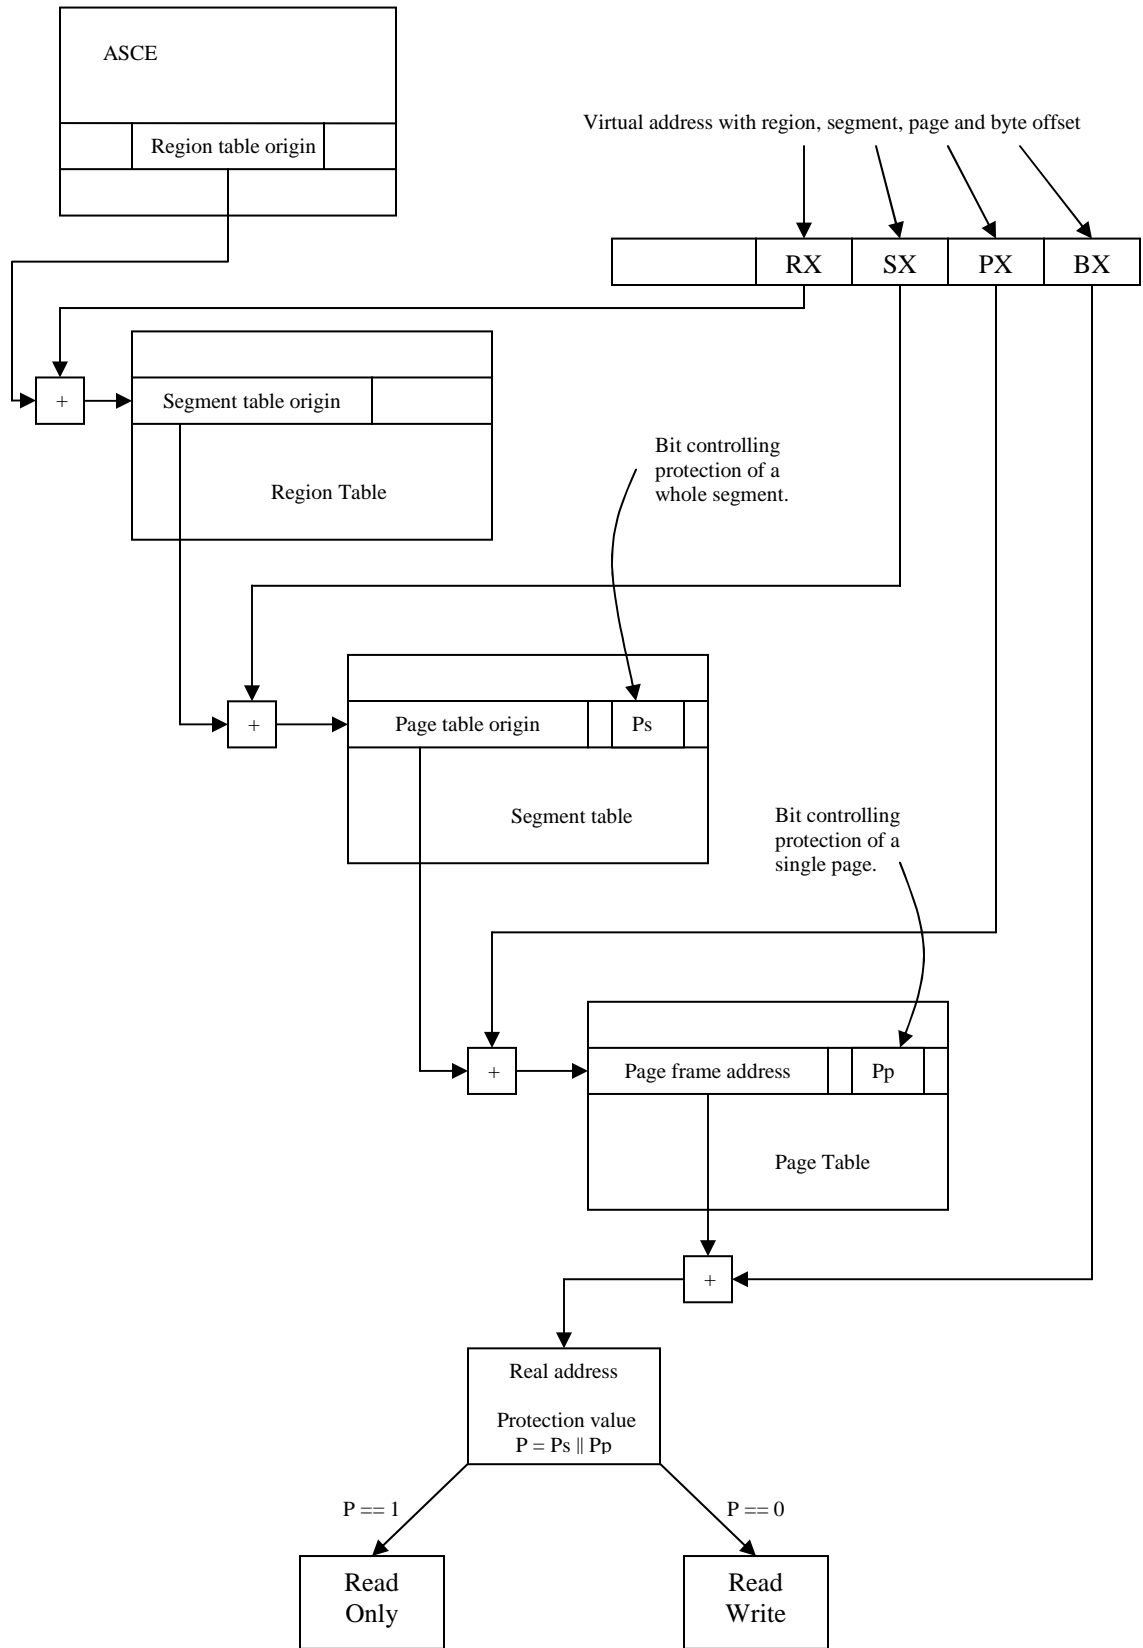 ASCE
Region table origin
Virtual address with region, segment, page and byte offset
RX
SX
PX
BX
+
Segment table origin
Region Table
Bit controlling
protection of a
whole segment.
+
Page table origin
Ps
Segment table
Bit controlling
protection of a
single page.
+
Page frame address
Pp
Page Table
+
Real address
Protection value
P = Ps || Pp
P == 1
P == 0
Read
Only
Read
Write